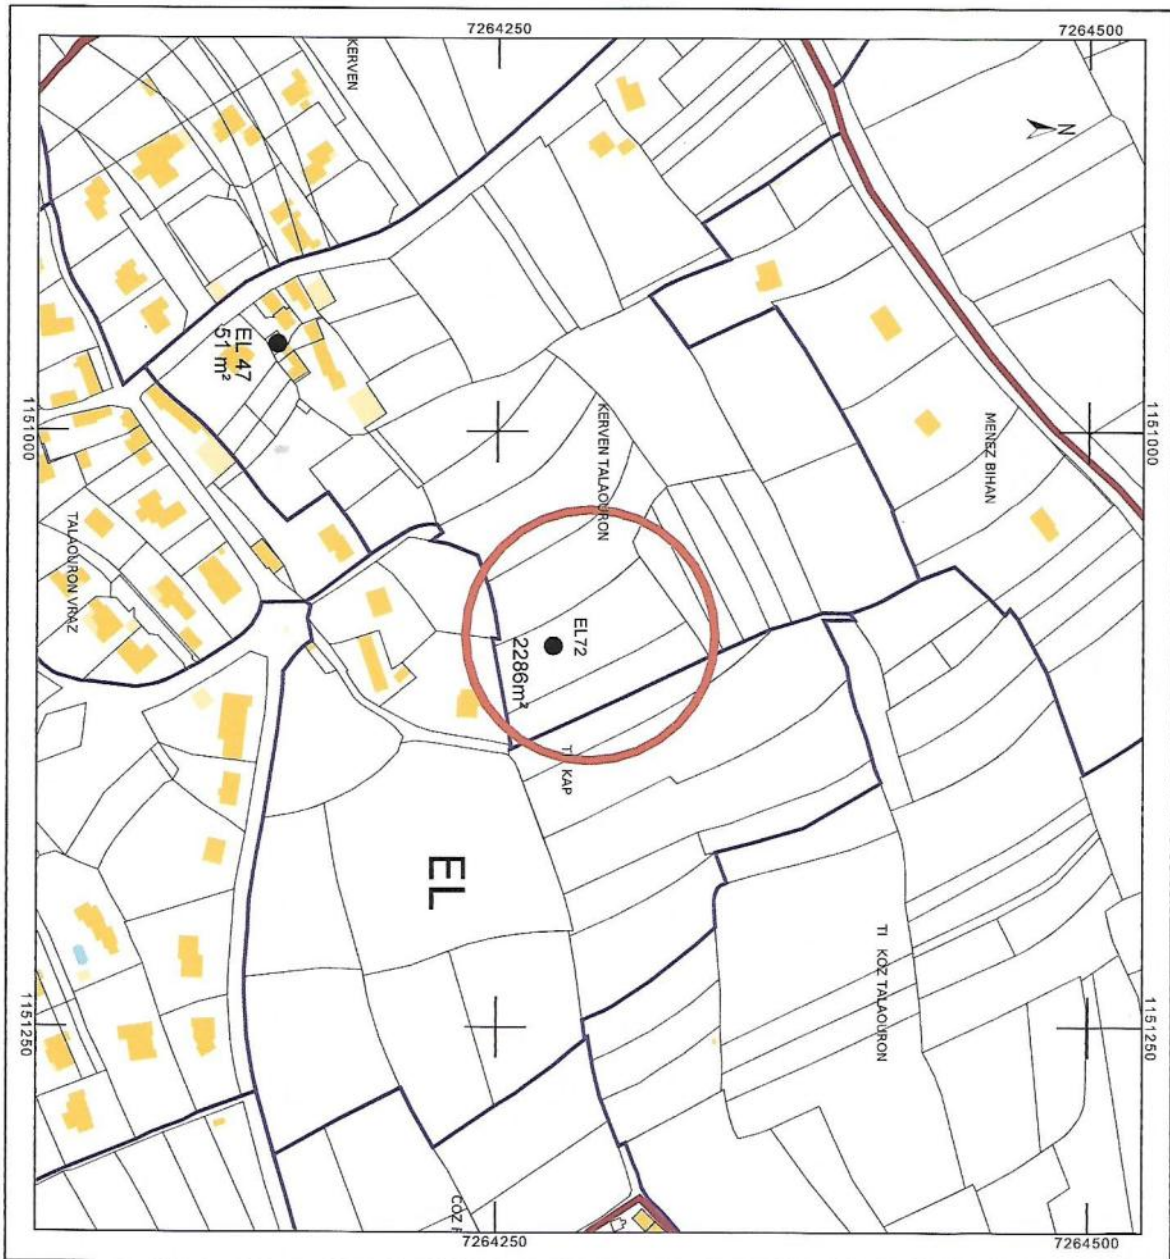 7264250
7264500
KERVEN
N
EL 47
51 m²
1151000
1151000
KERVEN TALAOURON
MENEZ BIHAN
TALAOURON VRAZ
EL72
2286m²
KAP
EL
TI KOZ TALAOURON
1151250
1151250
COZ
7264250
7264500